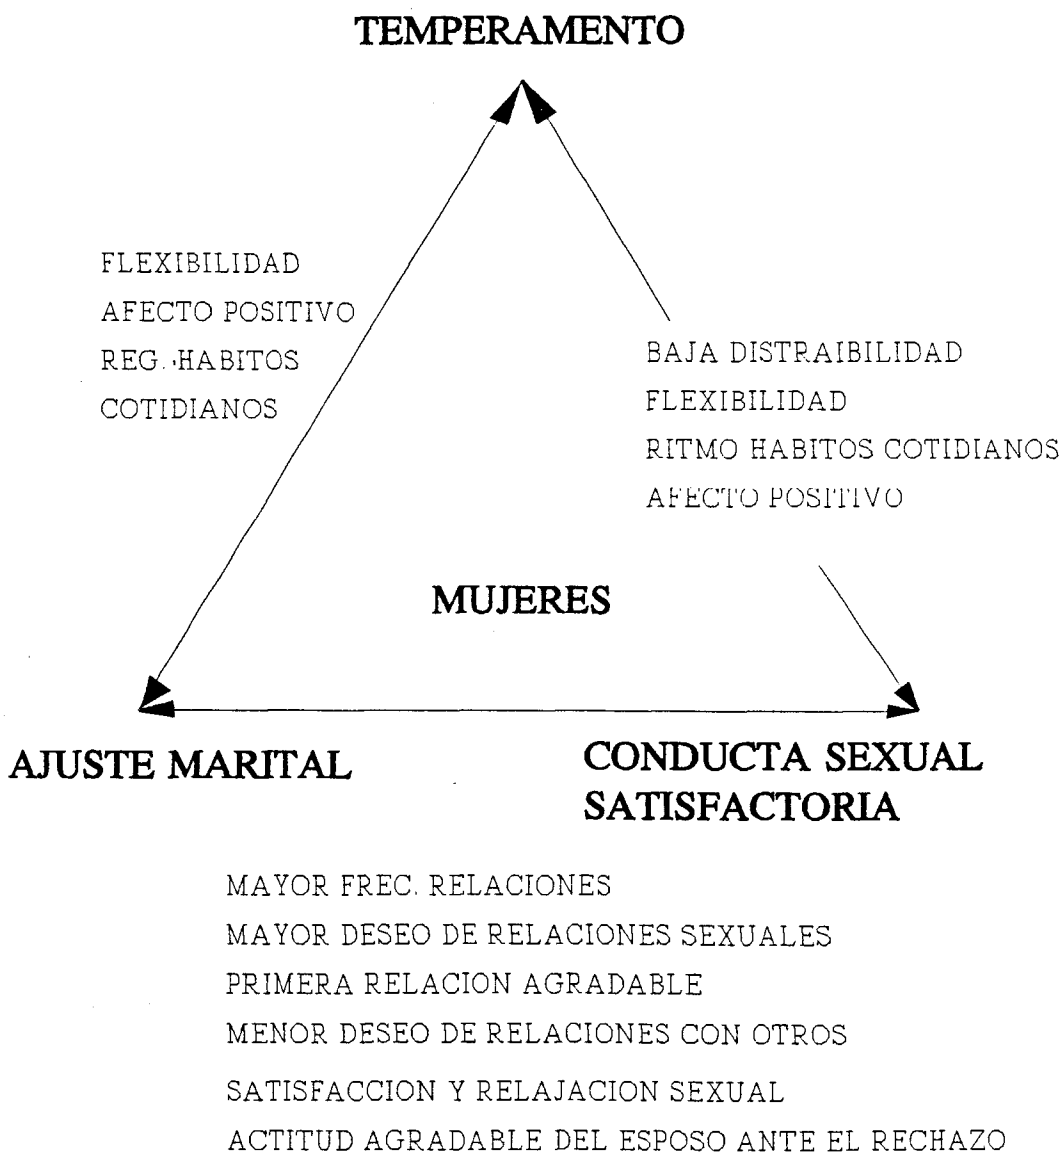 TEMPERAMENTO
FLEXIBILIDAD
AFECTO POSITIVO
REG. HABITOS
COTIDIANOS
BAJA DISTRAIBILIDAD
FLEXIBILIDAD
RITMO HABITOS COTIDIANOS
AFECTO POSITIVO
MUJERES
AJUSTE MARITAL
CONDUCTA SEXUAL
SATISFACTORIA
MAYOR FREC. RELACIONES
MAYOR DESEO DE RELACIONES SEXUALES
PRIMERA RELACION AGRADABLE
MENOR DESEO DE RELACIONES CON OTROS
SATISFACCION Y RELAJACION SEXUAL
ACTITUD AGRADABLE DEL ESPOSO ANTE EL RECHAZO